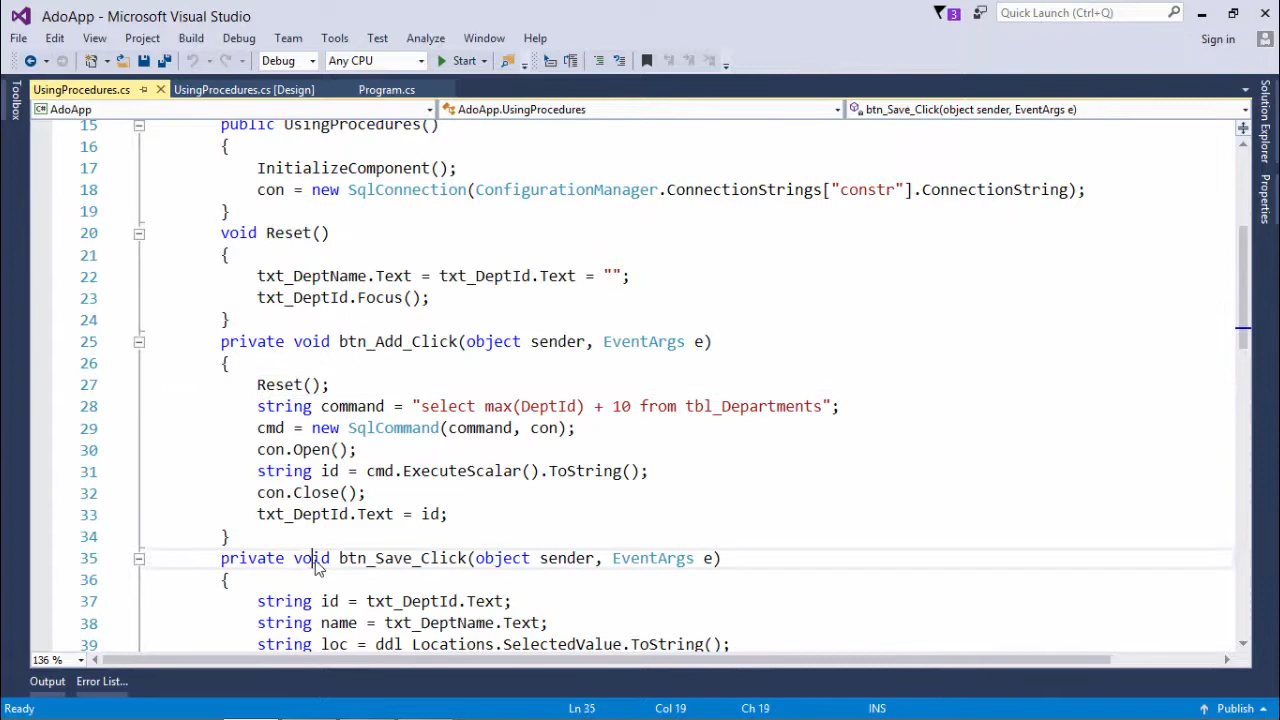 AdoApp - Microsoft Visual Studio
3
Quick Launch (Ctrl+Q)
File Edit View Project Build Debug Team Tools Test Analyze Window Help
Sign in
Debug Any CPU Start
UsingProcedures.cs UsingProcedures.cs [Design] Program.cs
AdoApp AdoApp.UsingProcedures btn_Save_Click(object sender, EventArgs e)
Toolbox
Solution Explorer
Properties
15 public UsingProcedures()
16 {
17 InitializeComponent();
18 con = new SqlConnection(ConfigurationManager.ConnectionStrings["constr"].ConnectionString);
19 }
20 void Reset()
21 {
22 txt_DeptName.Text = txt_DeptId.Text = "";
23 txt_DeptId.Focus();
24 }
25 private void btn_Add_Click(object sender, EventArgs e)
26 {
27 Reset();
28 string command = "select max(DeptId) + 10 from tbl_Departments";
29 cmd = new SqlCommand(command, con);
30 con.Open();
31 string id = cmd.ExecuteScalar().ToString();
32 con.Close();
33 txt_DeptId.Text = id;
34 }
35 private void btn_Save_Click(object sender, EventArgs e)
36 {
37 string id = txt_DeptId.Text;
38 string name = txt_DeptName.Text;
39 string loc = ddl_Locations.SelectedValue.ToString();
136 %
Output Error List...
Ready Ln 35 Col 19 Ch 19 INS Publish